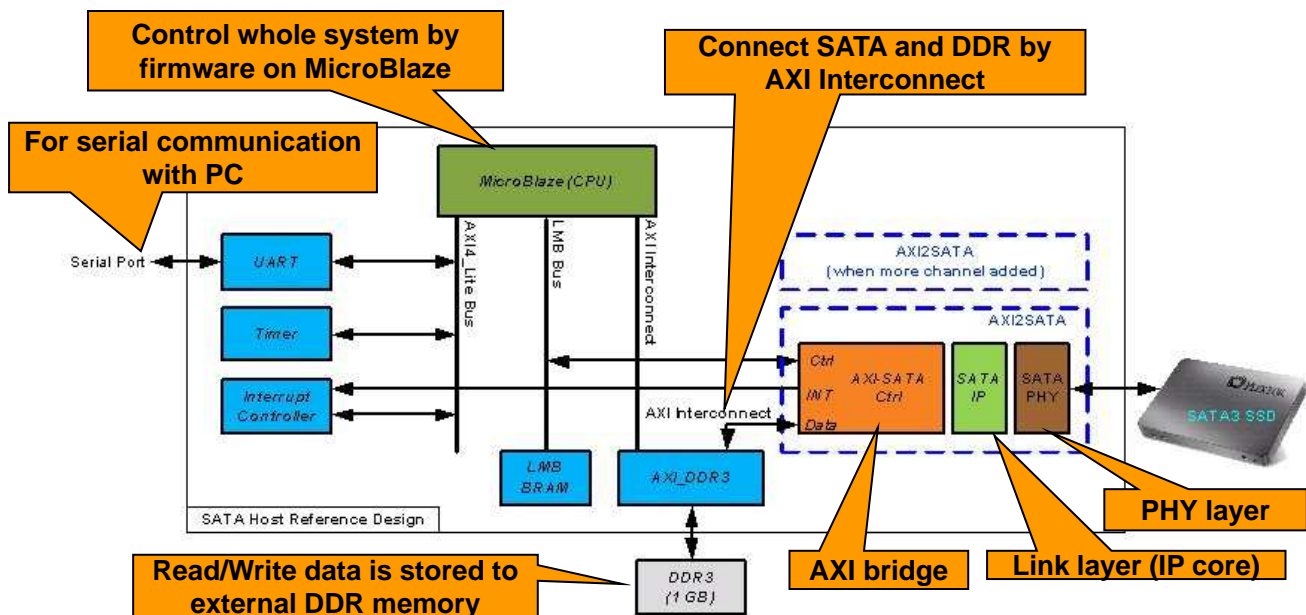 Control whole system by
firmware on MicroBlaze
Connect SATA and DDR by
AXI Interconnect
For serial communication
with PC
MicroBlaze (CPU)
AXI4_Lite Bus
LMB Bus
AXI Interconnect
Serial Port
UART
Timer
Interrupt
Controller
AXI2SATA
(when more channel added)
AXI2SATA
Ctrl
INT
Data
AXI-SATA
Ctrl
SATA
IP
SATA
PHY
PLEXTOR
SATA3 SSD
AXI Interconnect
LMB
BRAM
AXI_DDR3
SATA Host Reference Design
PHY layer
Link layer (IP core)
AXI bridge
Read/Write data is stored to
external DDR memory
DDR3
(1 GB)